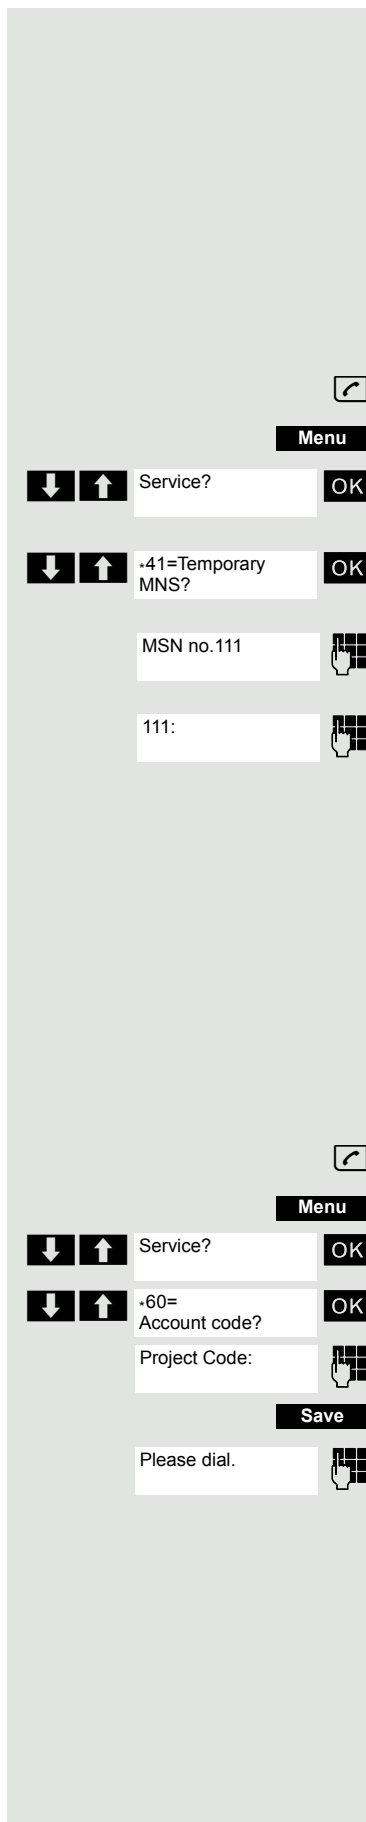 Menu
Service? OK
*41=Temporary
MNS? OK
MSN no.111
111:
Menu
Service? OK
*60=
Account code? OK
Project Code:
Save
Please dial.